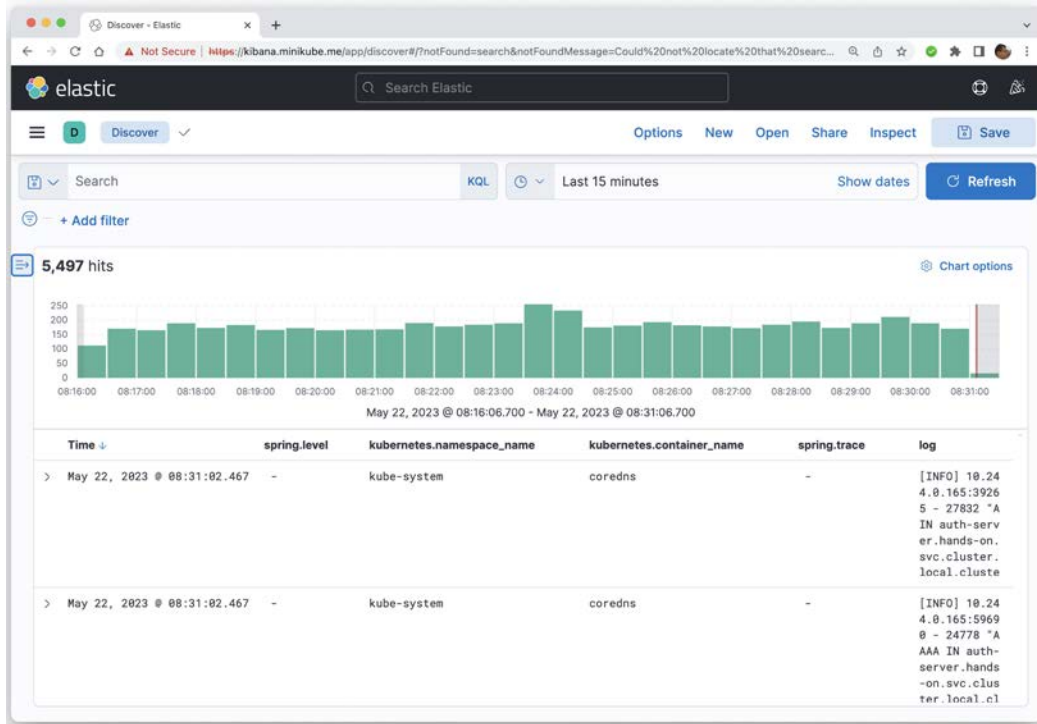 Discover - Elastic
Not Secure | https://kibana.minikube.me/app/discover#/?notFound=search&notFoundMessage=Could%20not%20locate%20that%20searc...
elastic
Search Elastic
D Discover Options New Open Share Inspect Save
Search KQL Last 15 minutes Show dates Refresh
+ Add filter
5,497 hits Chart options
250
200
150
100
50
0
08:16:00 08:17:00 08:18:00 08:19:00 08:20:00 08:21:00 08:22:00 08:23:00 08:24:00 08:25:00 08:26:00 08:27:00 08:28:00 08:29:00 08:30:00 08:31:00
May 22, 2023 @ 08:16:06.700 - May 22, 2023 @ 08:31:06.700
Time spring.level kubernetes.namespace_name kubernetes.container_name spring.trace log
May 22, 2023 @ 08:31:02.467 - kube-system coredns - [INFO] 10.24
4.0.165:3926
5 - 27832 "A
IN auth-serv
er.hands-on.
svc.cluster.
local.cluste
May 22, 2023 @ 08:31:02.467 - kube-system coredns - [INFO] 10.24
4.0.165:5969
0 - 24778 "A
AAA IN auth-
server.hands
-on.svc.clus
ter.local.cl